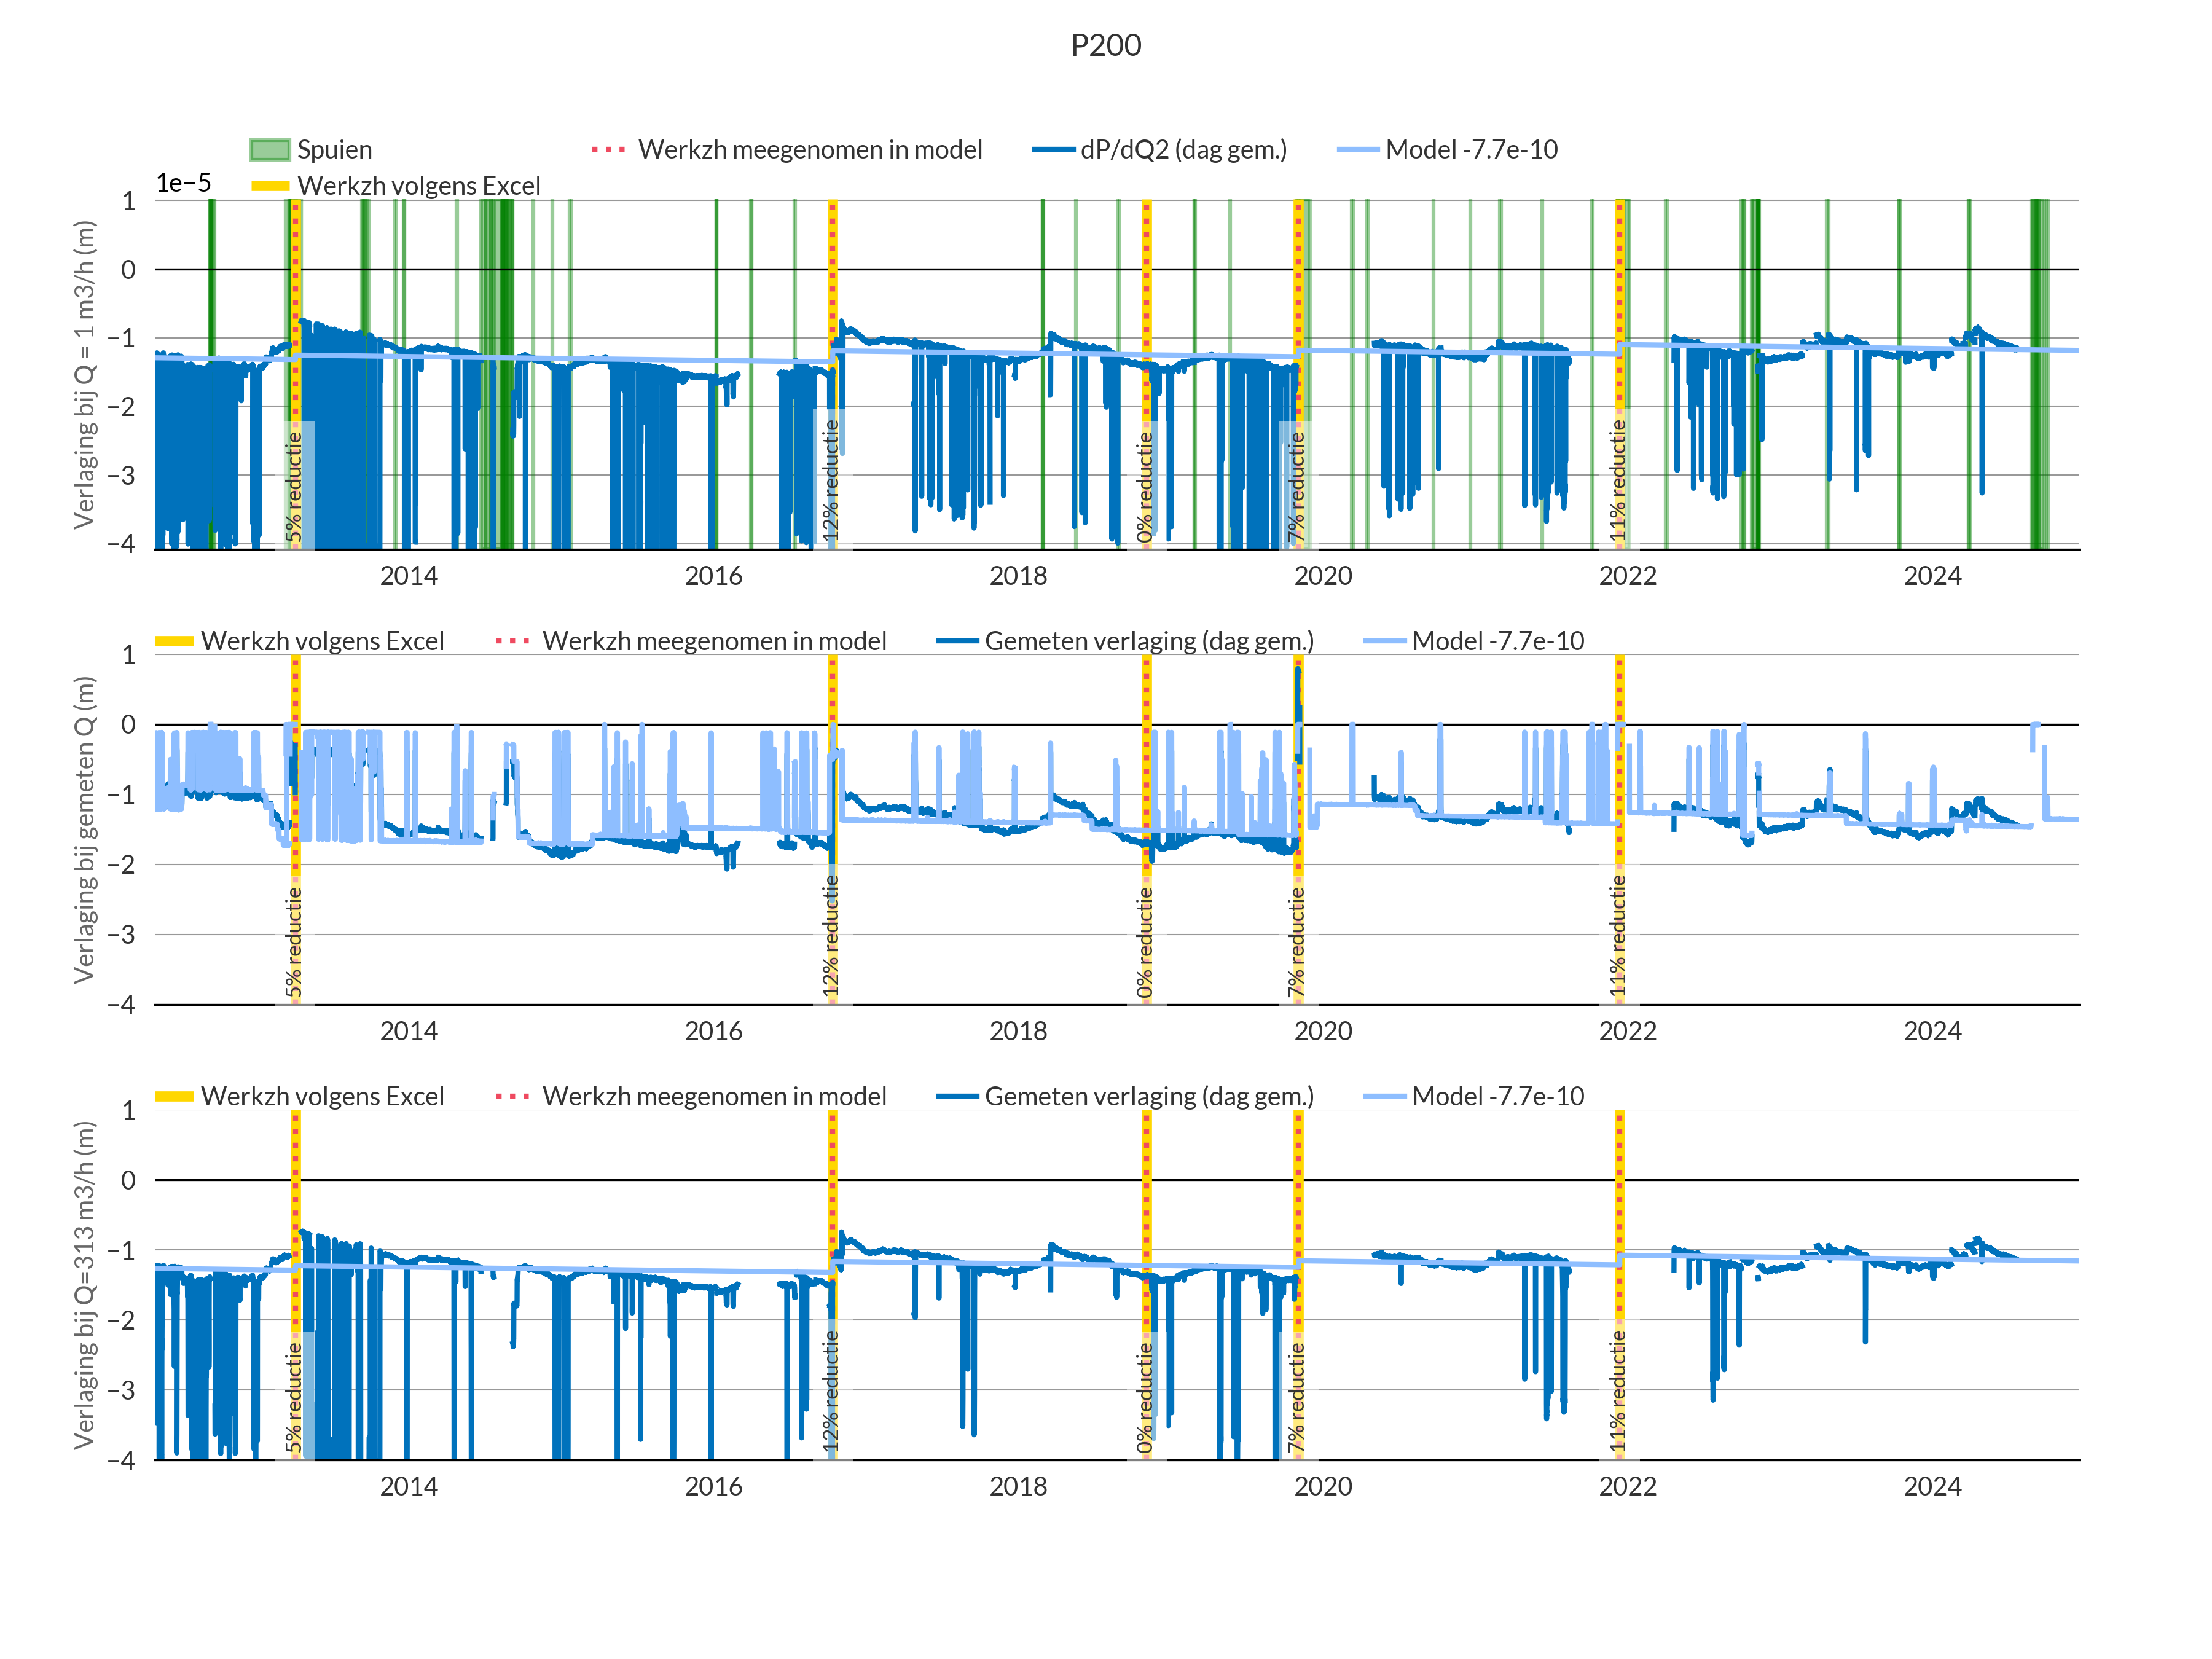 P200
Spuien
Werkzh meegenomen in model
dP/dQ2 (dag gem.)
Model -7.7e-10
Werkzh volgens Excel
1e−5
Verlaging bij Q = 1 m3/h (m)
1
0
−1
−2
−3
−4
5% reductie
12% reductie
0% reductie
7% reductie
11% reductie
2014
2016
2018
2020
2022
2024
Werkzh volgens Excel
Werkzh meegenomen in model
Gemeten verlaging (dag gem.)
Model -7.7e-10
Verlaging bij gemeten Q (m)
1
0
−1
−2
−3
−4
5% reductie
12% reductie
0% reductie
7% reductie
11% reductie
2014
2016
2018
2020
2022
2024
Werkzh volgens Excel
Werkzh meegenomen in model
Gemeten verlaging (dag gem.)
Model -7.7e-10
Verlaging bij Q=313 m3/h (m)
1
0
−1
−2
−3
−4
5% reductie
12% reductie
0% reductie
7% reductie
11% reductie
2014
2016
2018
2020
2022
2024